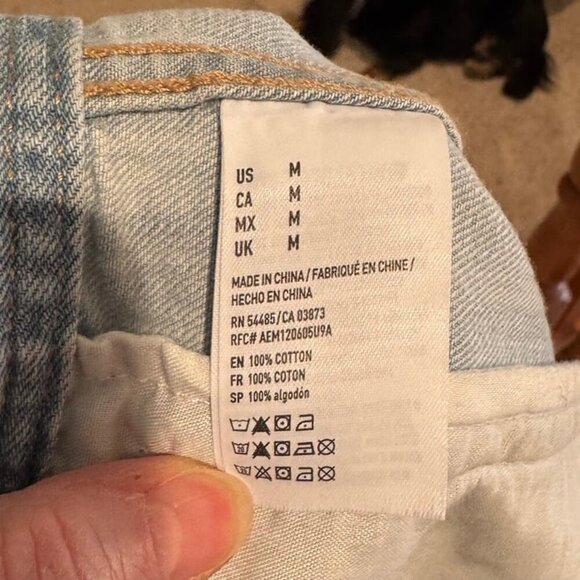 US M
CA M
MX M
UK M
MADE IN CHINA / FABRIQUÉ EN CHINE /
HECHO EN CHINA
RN 54485/CA 03873
RFC# AEM120605U9A
EN 100% COTTON
FR 100% COTON
SP 100% algodón